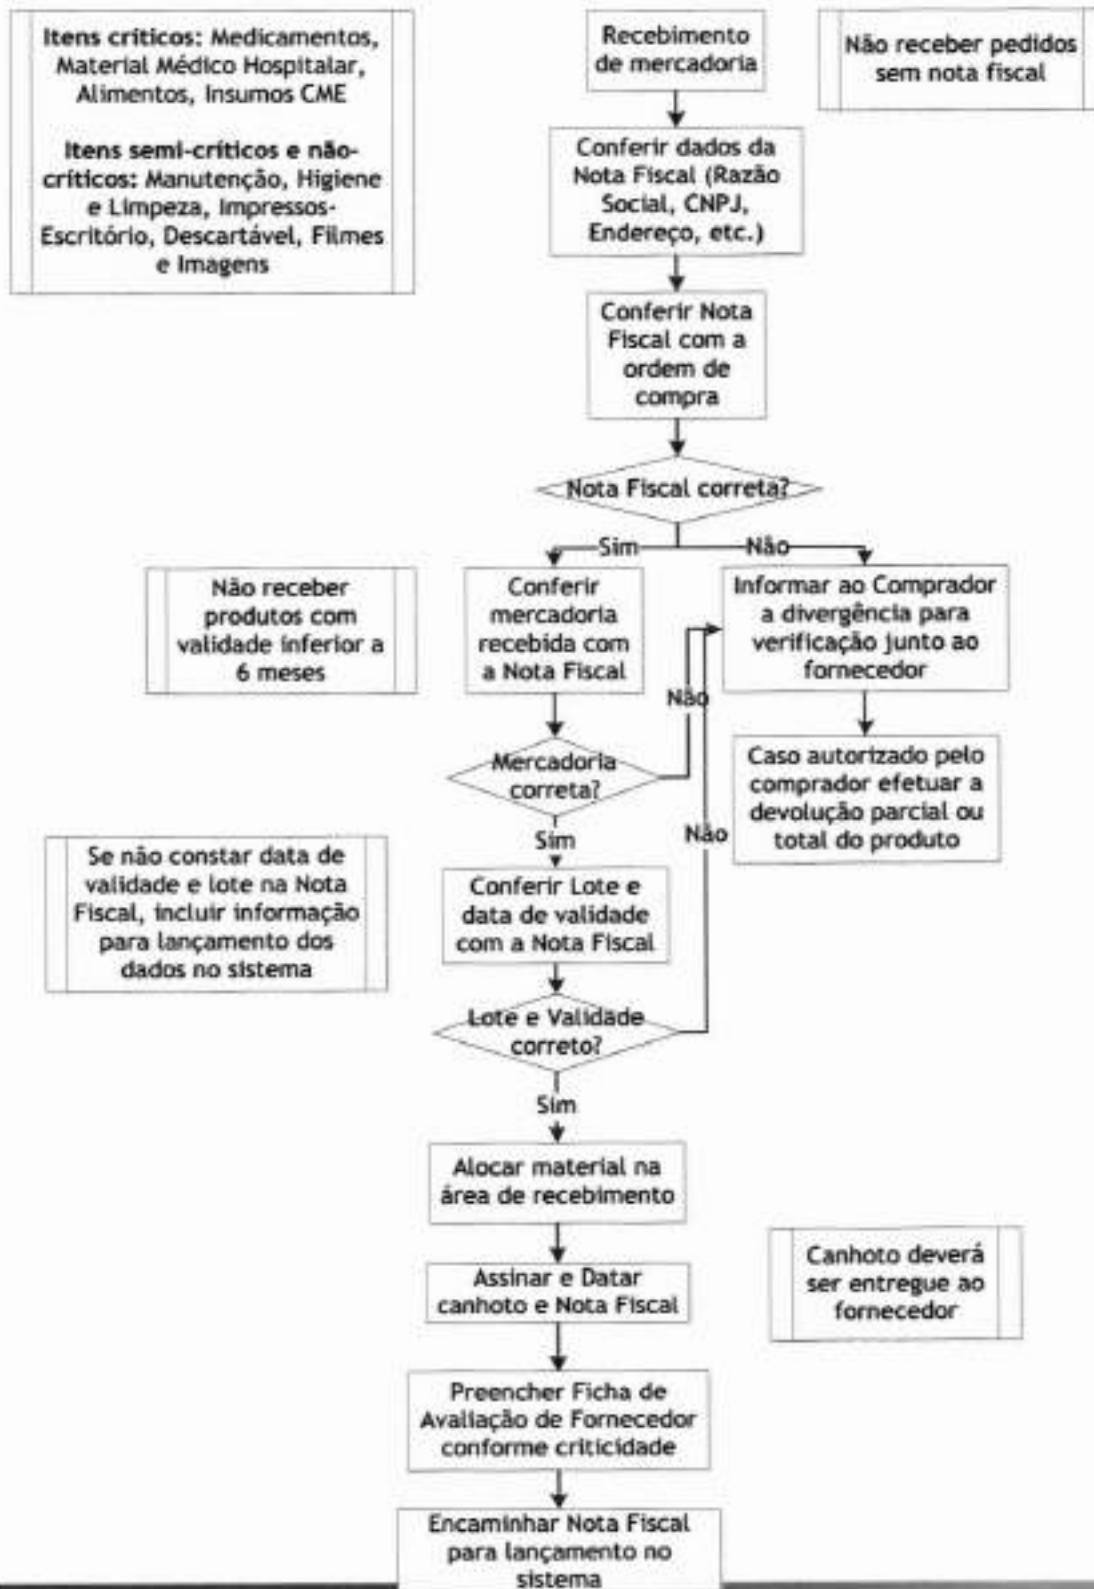 Itens críticos: Medicamentos,
Material Médico Hospitalar,
Alimentos, Insumos CME
Itens semi-críticos e não-
críticos: Manutenção, Higiene
e Limpeza, Impressos-
Escritório, Descartável, Filmes
e Imagens
Recebimento
de mercadoria
Não receber pedidos
sem nota fiscal
Conferir dados da
Nota Fiscal (Razão
Social, CNPJ,
Endereço, etc.)
Conferir Nota
Fiscal com a
ordem de
compra
Nota Fiscal correta?
Sim
Não
Não receber
produtos com
validade inferior a
6 meses
Conferir
mercadoria
recebida com
a Nota Fiscal
Informar ao Comprador
a divergência para
verificação junto ao
fornecedor
Não
Mercadoria
correta?
Caso autorizado pelo
comprador efetuar a
devolução parcial ou
total do produto
Sim
Não
Se não constar data de
validade e lote na Nota
Fiscal, incluir informação
para lançamento dos
dados no sistema
Conferir Lote e
data de validade
com a Nota Fiscal
Lote e Validade
correto?
Sim
Alocar material na
área de recebimento
Assinar e Datar
canhoto e Nota Fiscal
Canhoto deverá
ser entregue ao
fornecedor
Preencher Ficha de
Avaliação de Fornecedor
conforme criticidade
Encaminhar Nota Fiscal
para lançamento no
sistema